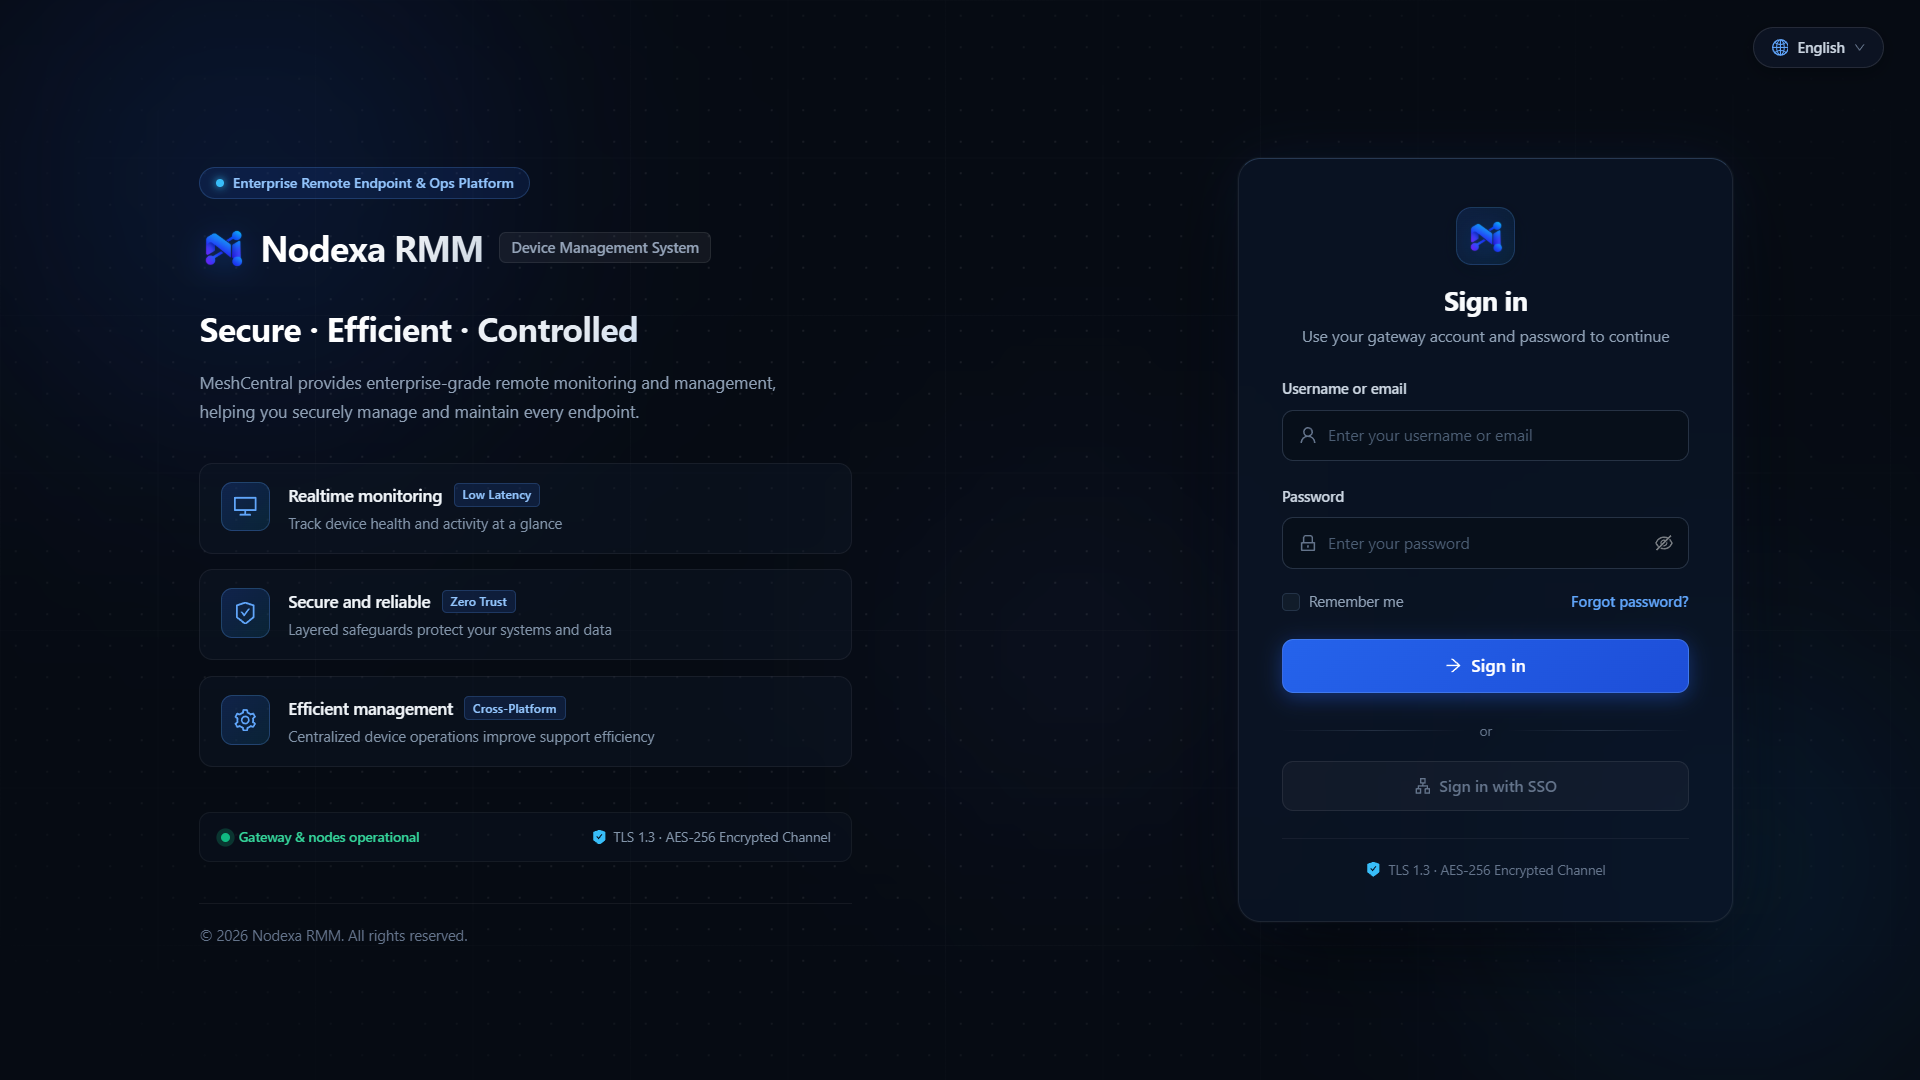 English
Enterprise Remote Endpoint & Ops Platform
Nodexa RMM
Device Management System
Secure · Efficient · Controlled
MeshCentral provides enterprise-grade remote monitoring and management,
helping you securely manage and maintain every endpoint.
Realtime monitoring
Low Latency
Track device health and activity at a glance
Secure and reliable
Zero Trust
Layered safeguards protect your systems and data
Efficient management
Cross-Platform
Centralized device operations improve support efficiency
Gateway & nodes operational
TLS 1.3 · AES-256 Encrypted Channel
© 2026 Nodexa RMM. All rights reserved.
Sign in
Use your gateway account and password to continue
Username or email
Enter your username or email
Password
Enter your password
Remember me
Forgot password?
Sign in
or
Sign in with SSO
TLS 1.3 · AES-256 Encrypted Channel